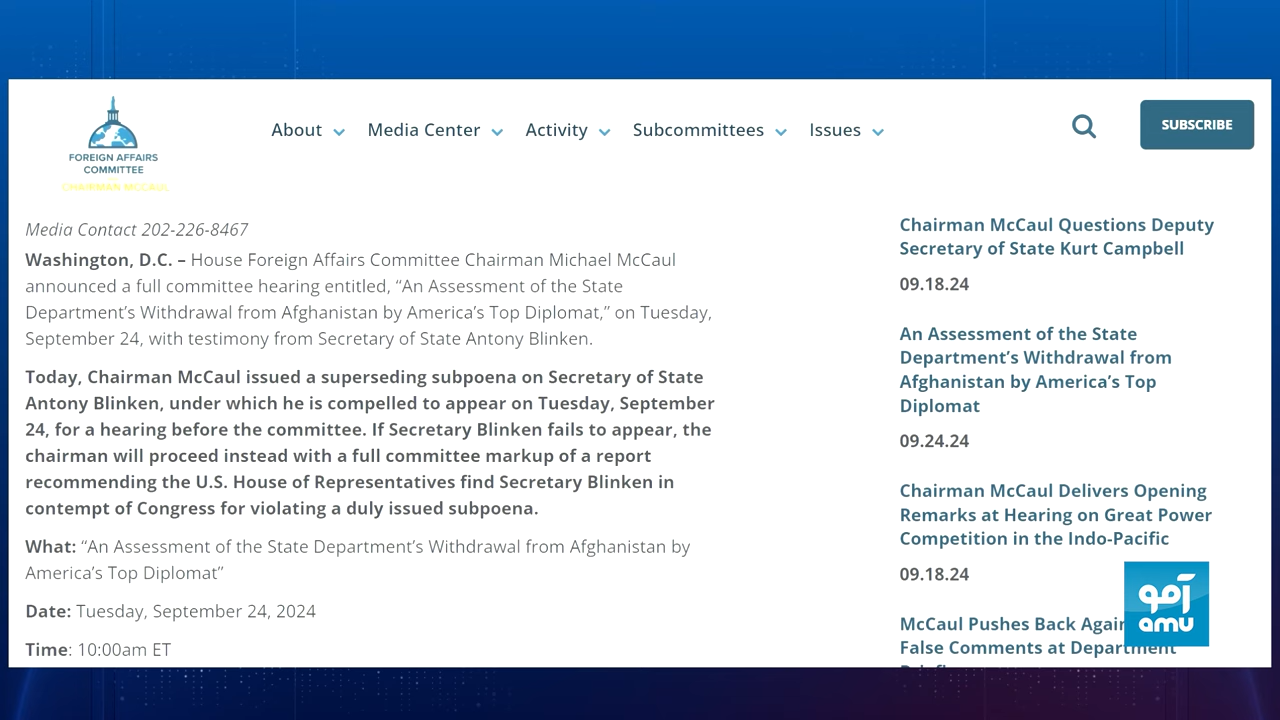 FOREIGN AFFAIRS
COMMITTEE
CHAIRMAN MCCAUL
About
Media Center
Activity
Subcommittees
Issues
SUBSCRIBE
Media Contact 202-226-8467
Washington, D.C. – House Foreign Affairs Committee Chairman Michael McCaul
announced a full committee hearing entitled, “An Assessment of the State
Department’s Withdrawal from Afghanistan by America’s Top Diplomat,” on Tuesday,
September 24, with testimony from Secretary of State Antony Blinken.
Today, Chairman McCaul issued a superseding subpoena on Secretary of State
Antony Blinken, under which he is compelled to appear on Tuesday, September
24, for a hearing before the committee. If Secretary Blinken fails to appear, the
chairman will proceed instead with a full committee markup of a report
recommending the U.S. House of Representatives find Secretary Blinken in
contempt of Congress for violating a duly issued subpoena.
What: “An Assessment of the State Department’s Withdrawal from Afghanistan by
America’s Top Diplomat”
Date: Tuesday, September 24, 2024
Time: 10:00am ET
Chairman McCaul Questions Deputy
Secretary of State Kurt Campbell
09.18.24
An Assessment of the State
Department’s Withdrawal from
Afghanistan by America’s Top
Diplomat
09.24.24
Chairman McCaul Delivers Opening
Remarks at Hearing on Great Power
Competition in the Indo-Pacific
09.18.24
McCaul Pushes Back
False Comments at Department
آمو
amu